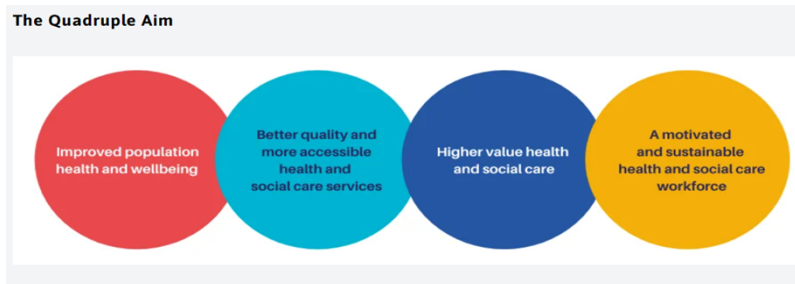 The Quadruple Aim
Improved population
health and wellbeing
Better quality and
more accessible
health and
social care services
Higher value health
and social care
A motivated
and sustainable
health and social care
workforce